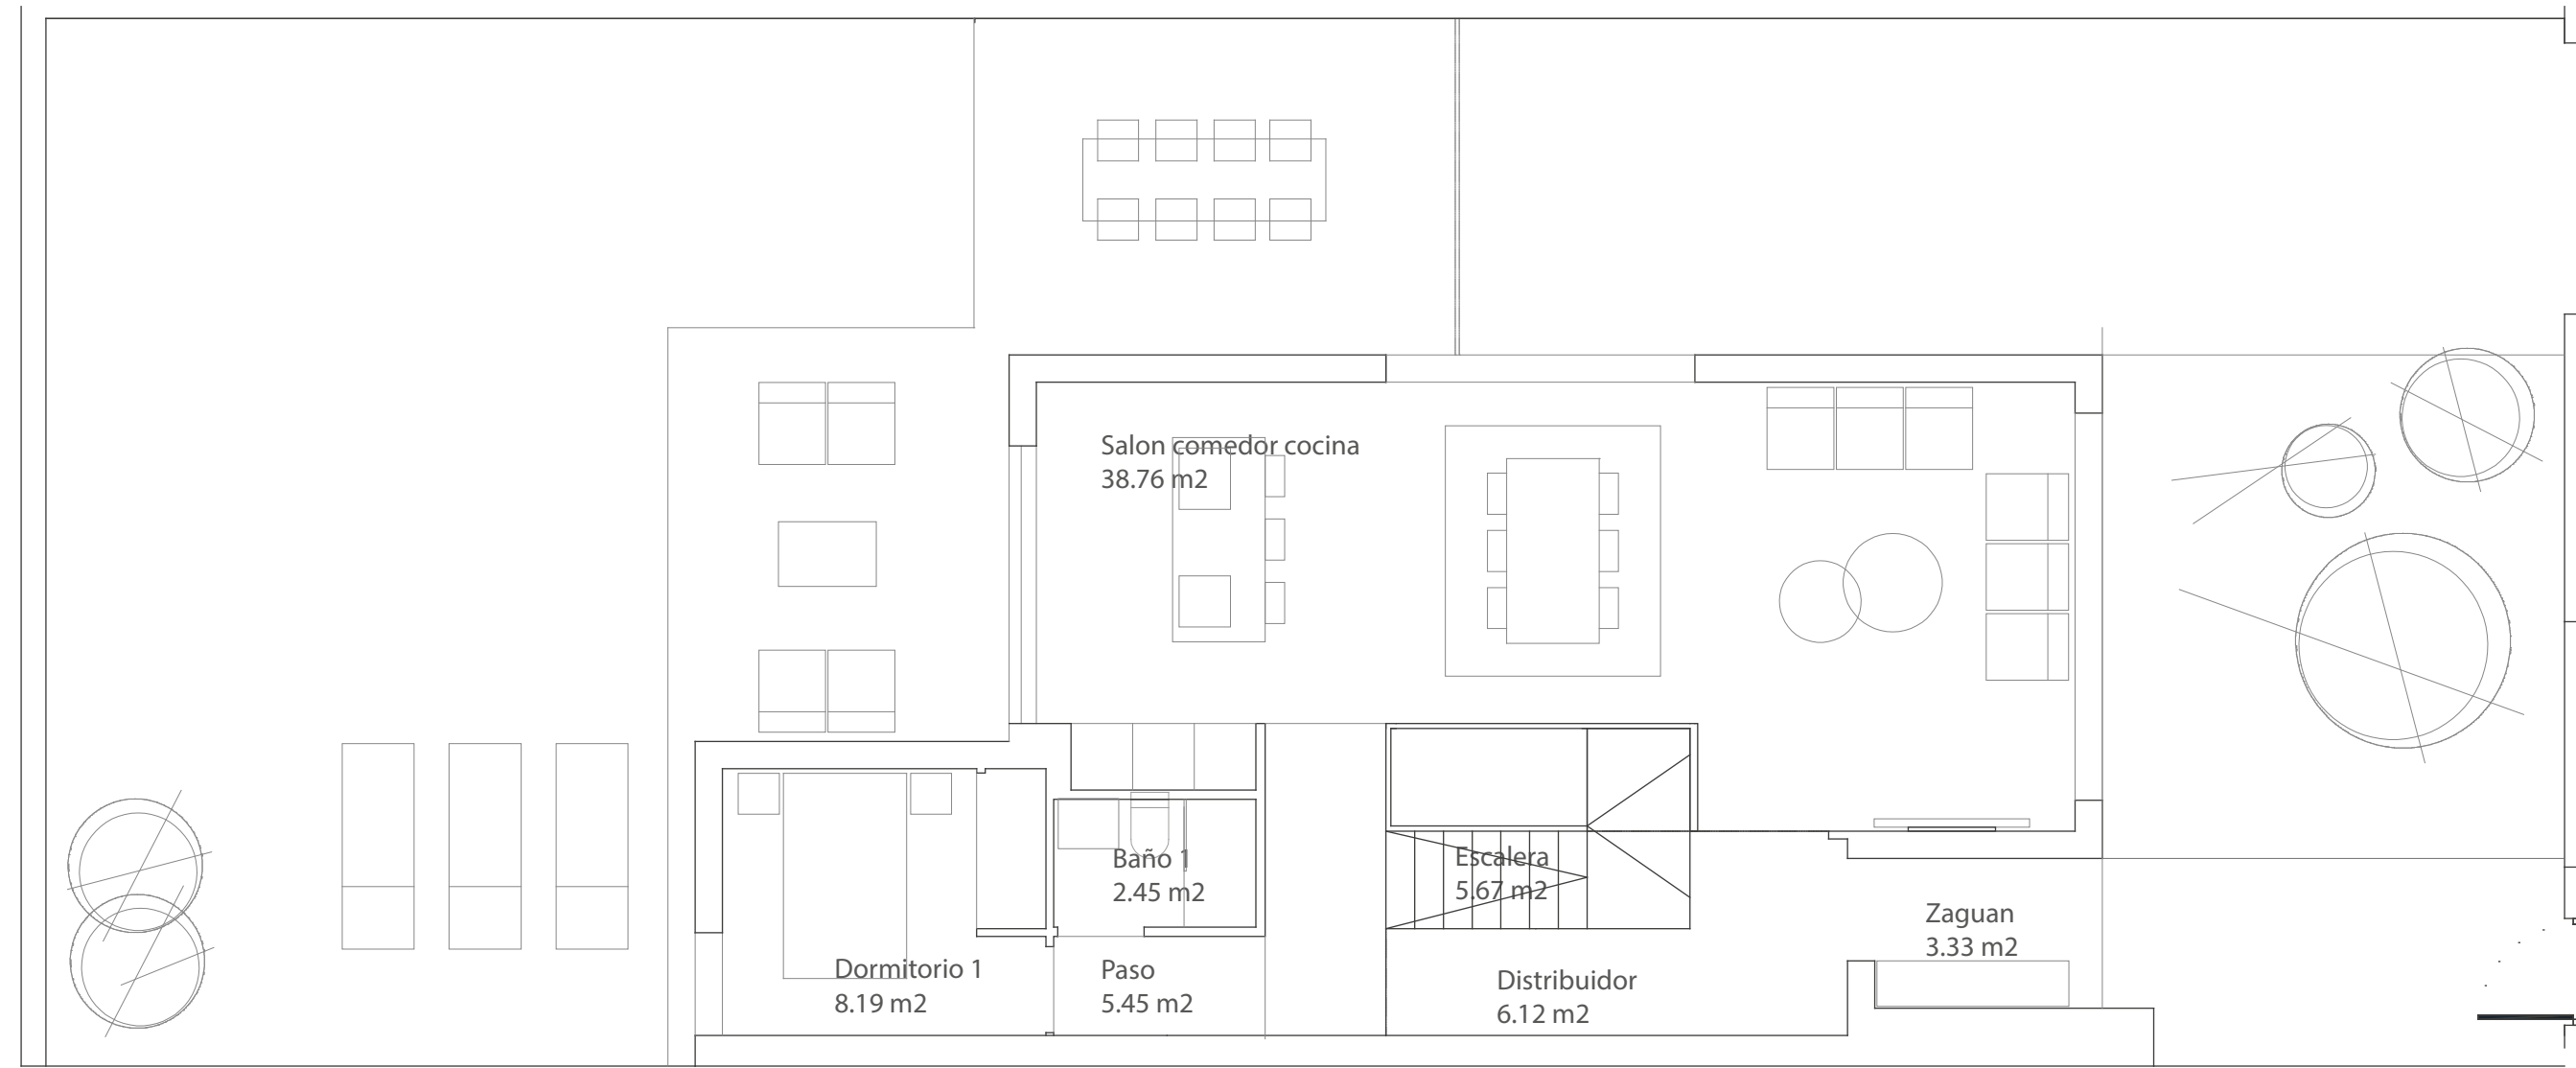 Salon comedor cocina
38.76 m2
Baño 1
2.45 m2
Escalera
5.67 m2
Zaguan
3.33 m2
Dormitorio 1
8.19 m2
Paso
5.45 m2
Distribuidor
6.12 m2